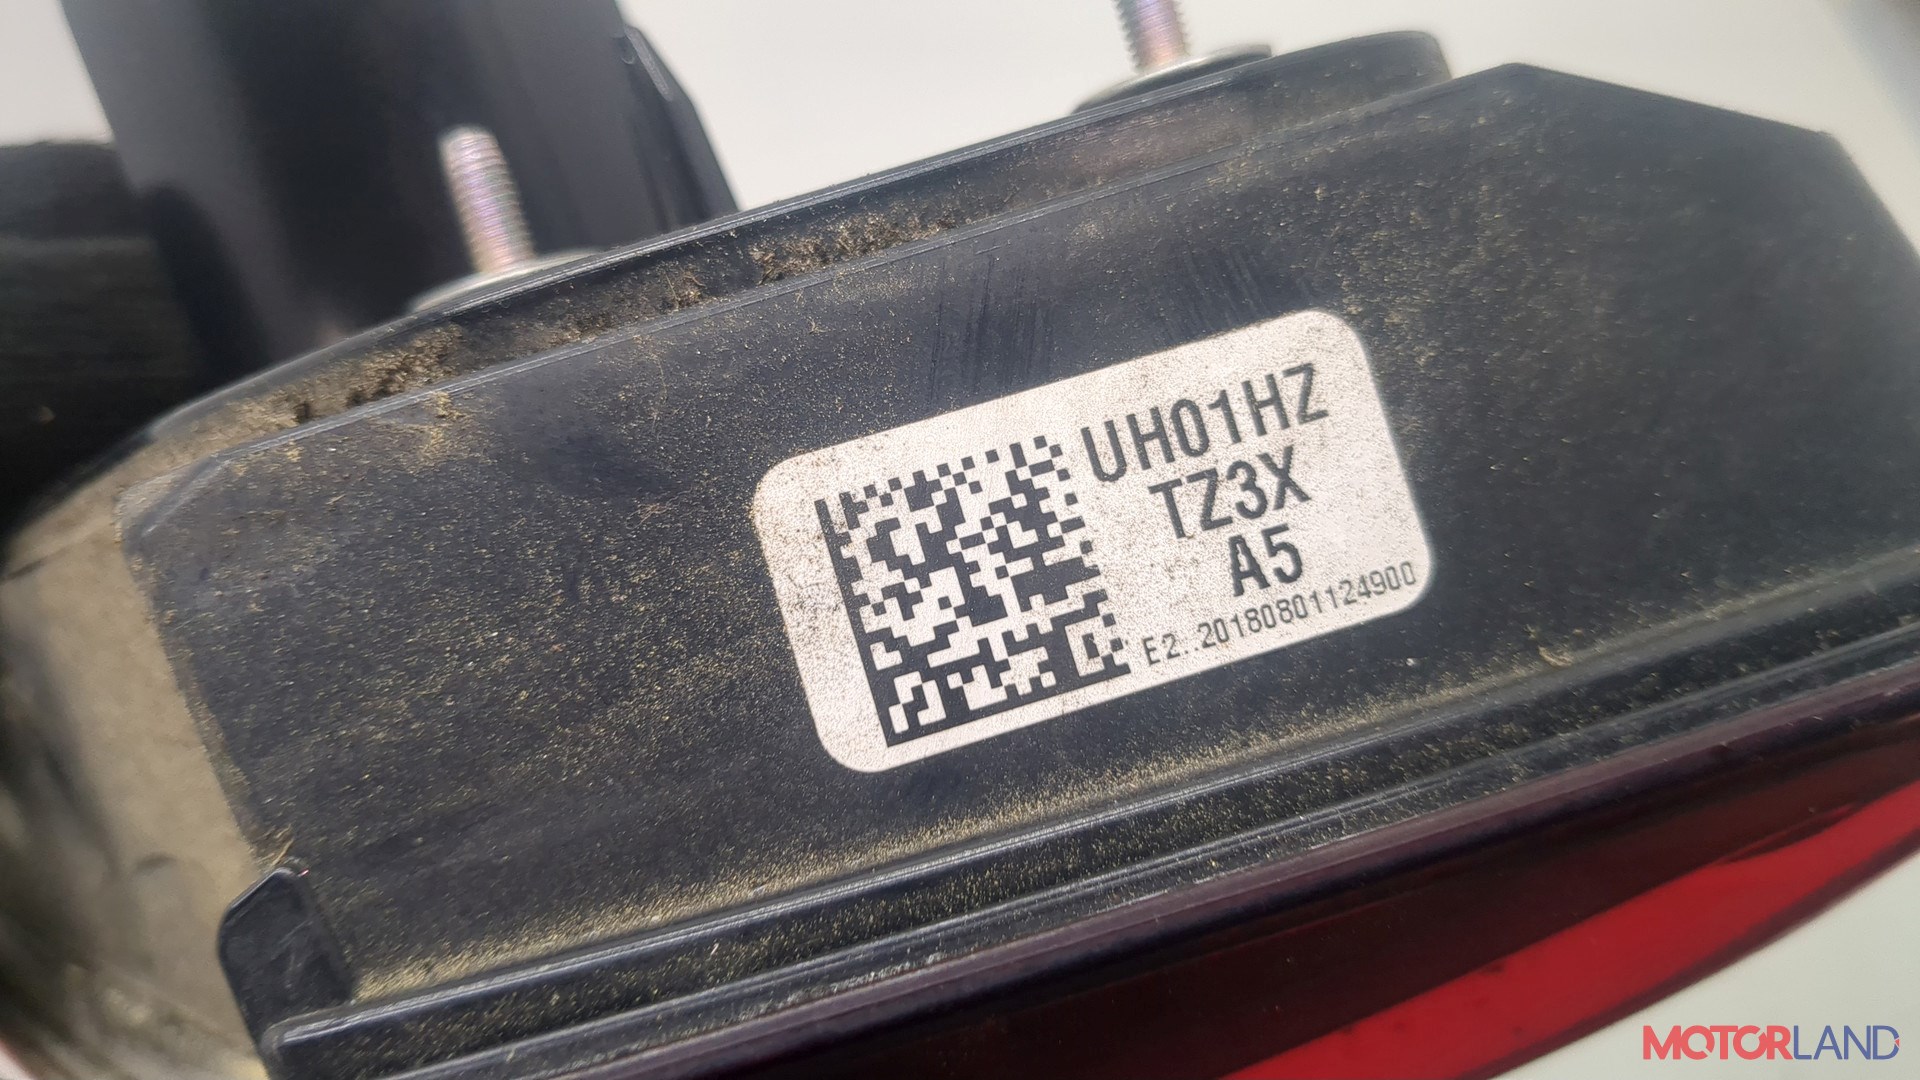 UH01HZ
TZ3X
A5
E2..20180801124900
MOTORLAND